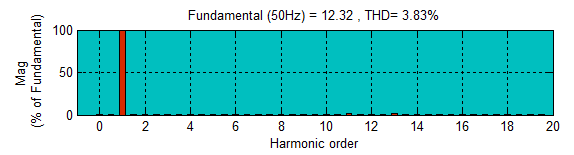 Fundamental (50Hz) = 12.32 , THD= 3.83%
Mag
(% of Fundamental)
100
50
0
0 2 4 6 8 10 12 14 16 18 20
Harmonic order